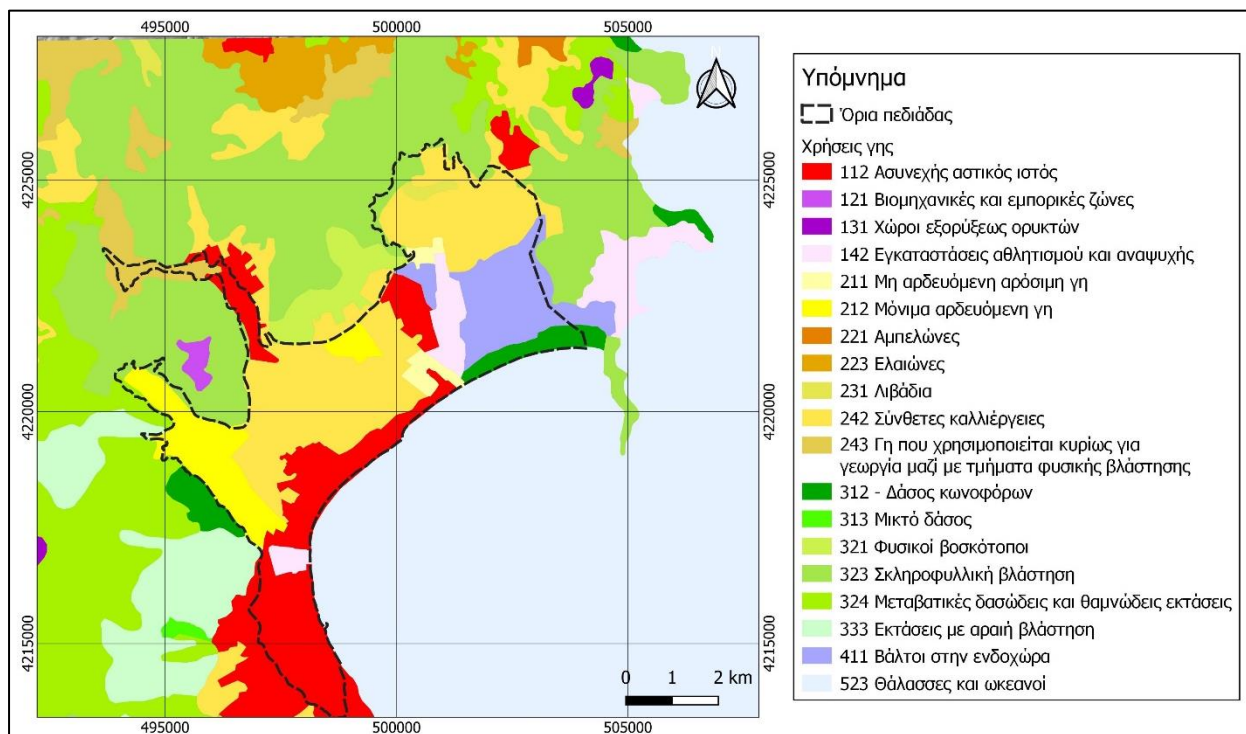 495000 500000 505000
N
4225000 4225000
4220000 4220000
4215000 4215000
0 1 2 km
495000 500000 505000
Υπόμνημα
Όρια πεδιάδας
Χρήσεις γης
112 Ασυνεχής αστικός ιστός
121 Βιομηχανικές και εμπορικές ζώνες
131 Χώροι εξορύξεως ορυκτών
142 Εγκαταστάσεις αθλητισμού και αναψυχής
211 Μη αρδευόμενη αρόσιμη γη
212 Μόνιμα αρδευόμενη γη
221 Αμπελώνες
223 Ελαιώνες
231 Λιβάδια
242 Σύνθετες καλλιέργειες
243 Γη που χρησιμοποιείται κυρίως για
γεωργία μαζί με τμήματα φυσικής βλάστησης
312 - Δάσος κωνοφόρων
313 Μικτό δάσος
321 Φυσικοί βοσκότοποι
323 Σκληροφυλλική βλάστηση
324 Μεταβατικές δασώδεις και θαμνώδεις εκτάσεις
333 Εκτάσεις με αραιή βλάστηση
411 Βάλτοι στην ενδοχώρα
523 Θάλασσες και ωκεανοί